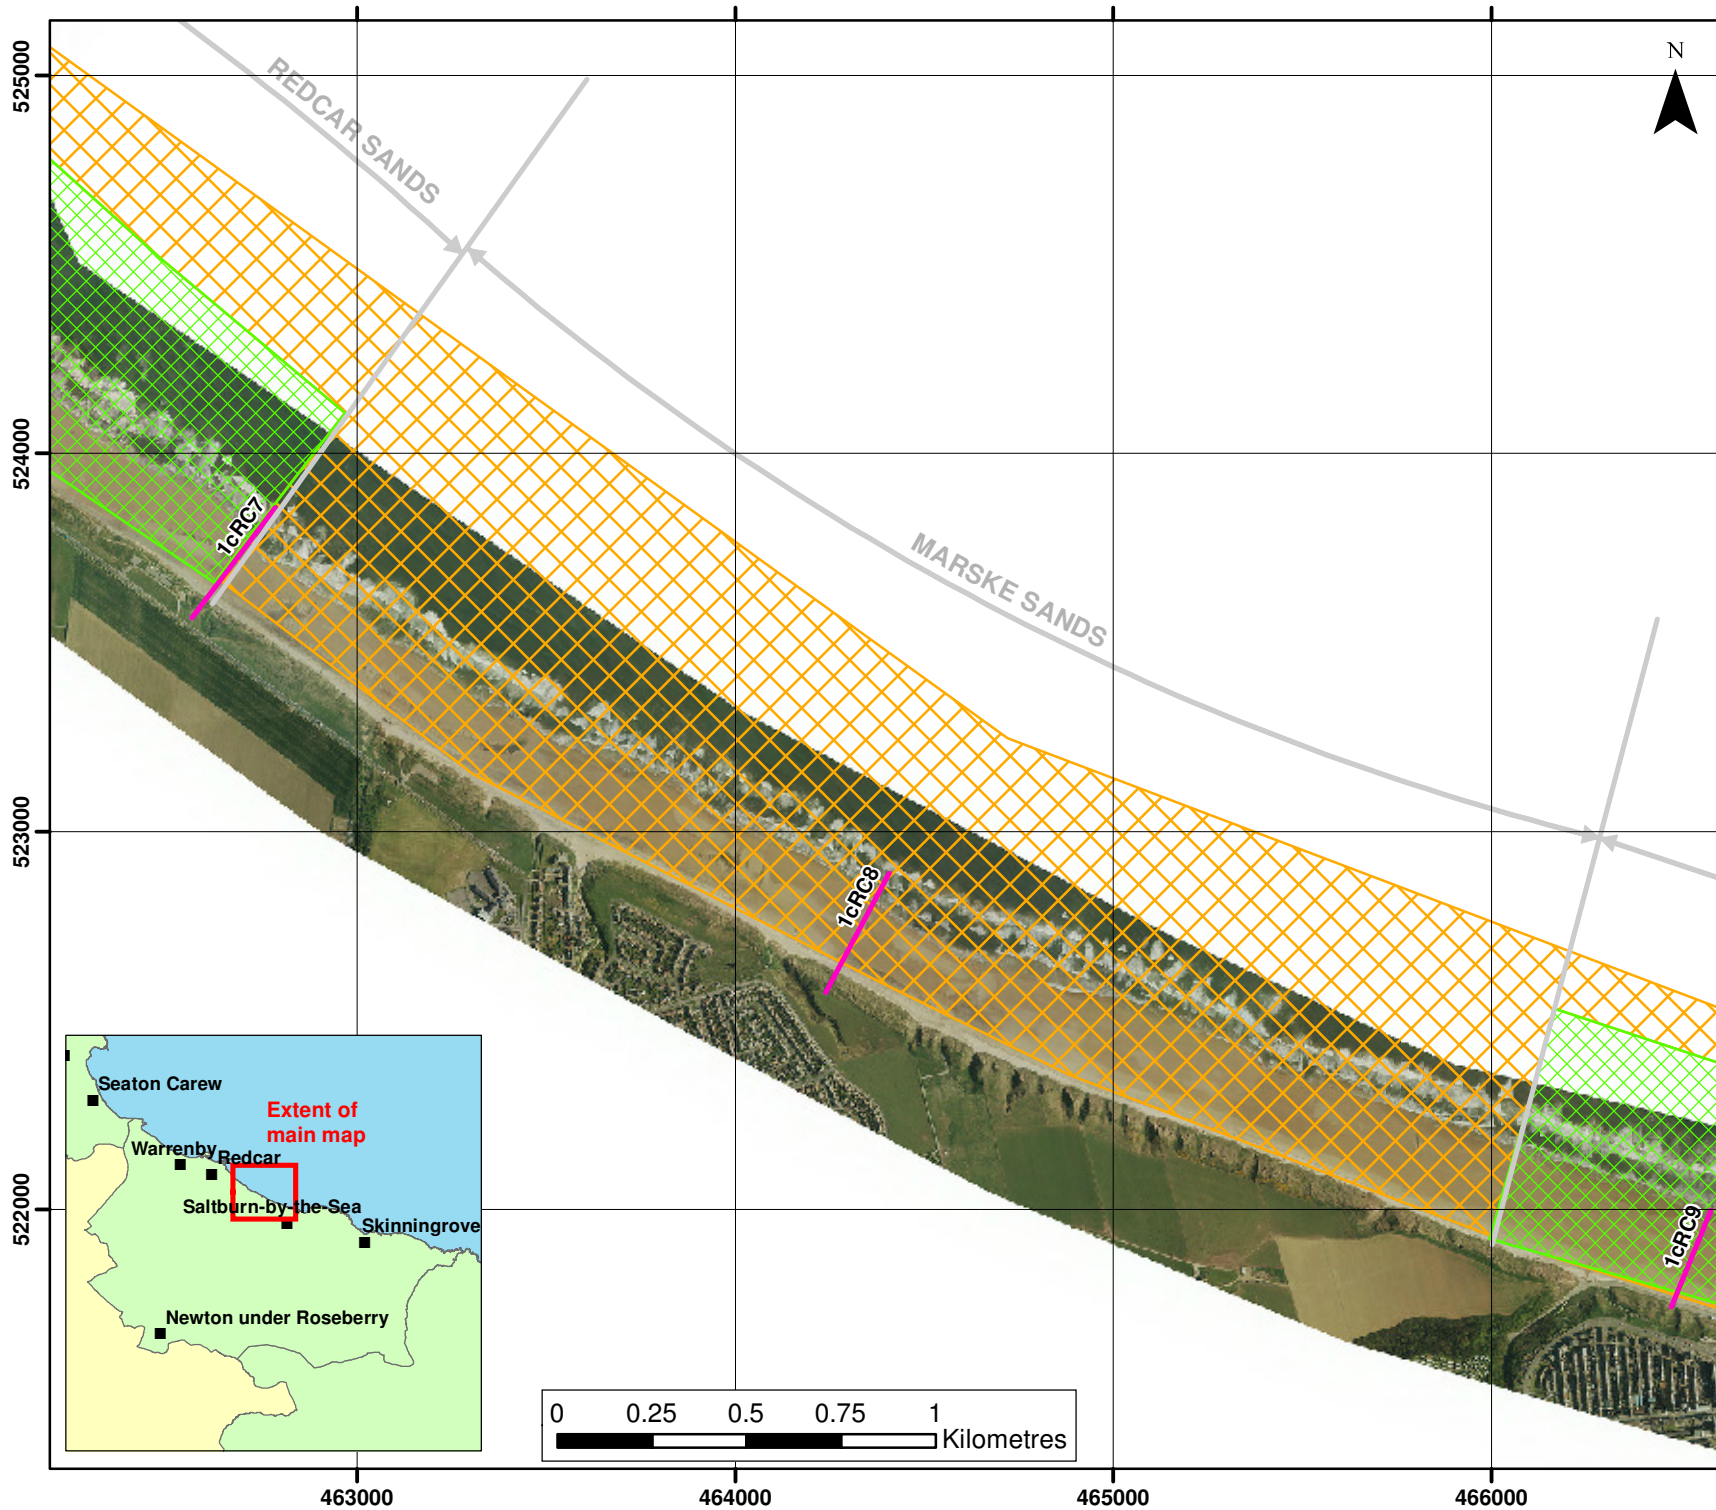 N
REDCAR SANDS
MARSKE SANDS
525000
524000
523000
522000
1cRC7
1cRC8
1cRC9
Seaton Carew
Extent of
main map
Warrenby
Redcar
Saltburn-by-the-Sea
Skinningrove
Newton under Roseberry
0 0.25 0.5 0.75 1
Kilometres
463000 464000 465000 466000